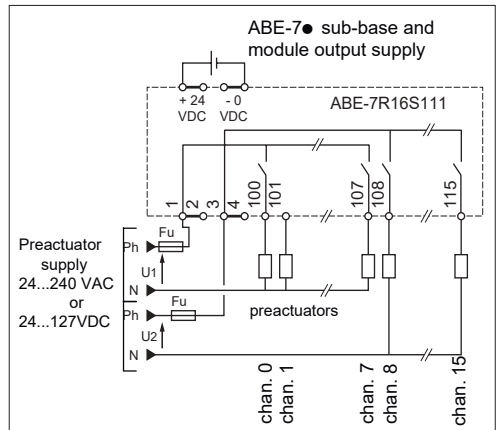 ABE-7● sub-base and
module output supply
+ 24
VDC
- 0
VDC
ABE-7R16S111
1
2
3
4
100
101
107
108
115
Preactuator
supply
24...240 VAC
or
24...127VDC
Ph
Fu
U1
N
Ph
Fu
U2
N
preactuators
chan. 0
chan. 1
chan. 7
chan. 8
chan. 15